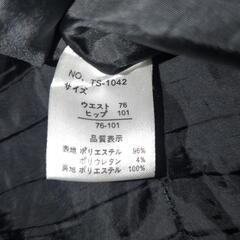 NO. TS-1042
サイズ
ウエスト 76
ヒップ 101
76-101
品質表示
表地 ポリエステル 96%
ポリウレタン 4%
裏地 ポリエステル 100%